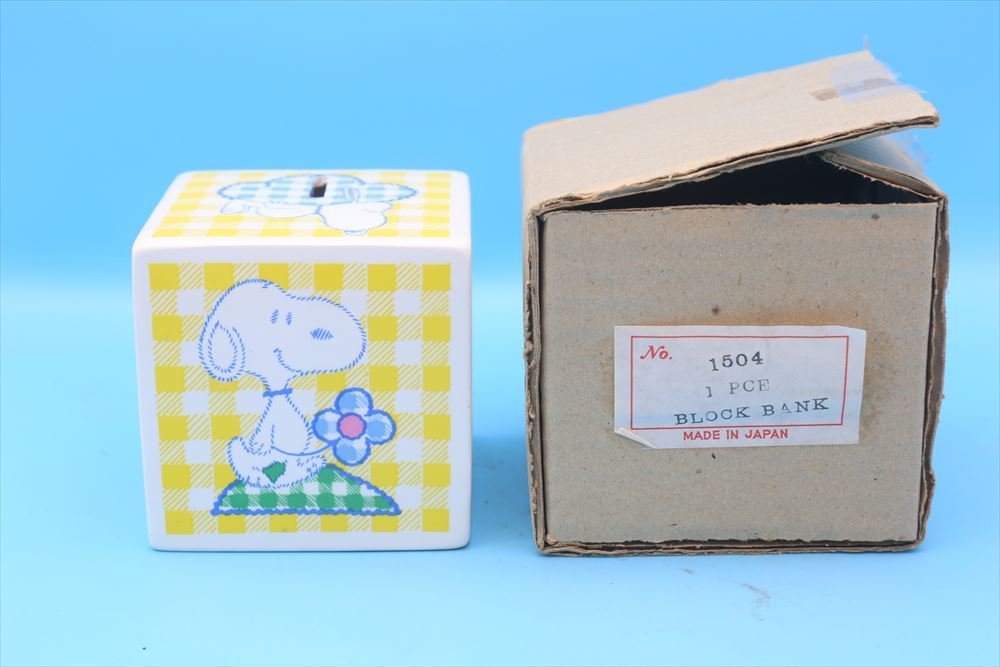 No. 1504
1 PCE
BLOCK BANK
MADE IN JAPAN